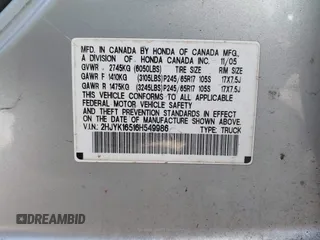 MFD. IN CANADA BY HONDA OF CANADA MFG.,
A DIVISION OF HONDA CANADA INC. 11/05
GVWR 2745KG (6050LBS) TIRE SIZE RIM SIZE
GAWR F 1410KG (3105LBS) P245/65R17 105S 17X7.5J
GAWR R 1475KG (3245LBS) P245/65R17 105S 17X7.5J
THIS VEHICLE CONFORMS TO ALL APPLICABLE
FEDERAL MOTOR VEHICLE SAFETY
AND THEFT PREVENTION STANDARDS IN EFFECT
ON THE DATE OF MANUFACTURE SHOWN ABOVE.
V.I.N.: 2HJYK16516H549986 TYPE: TRUCK
DREAMBID